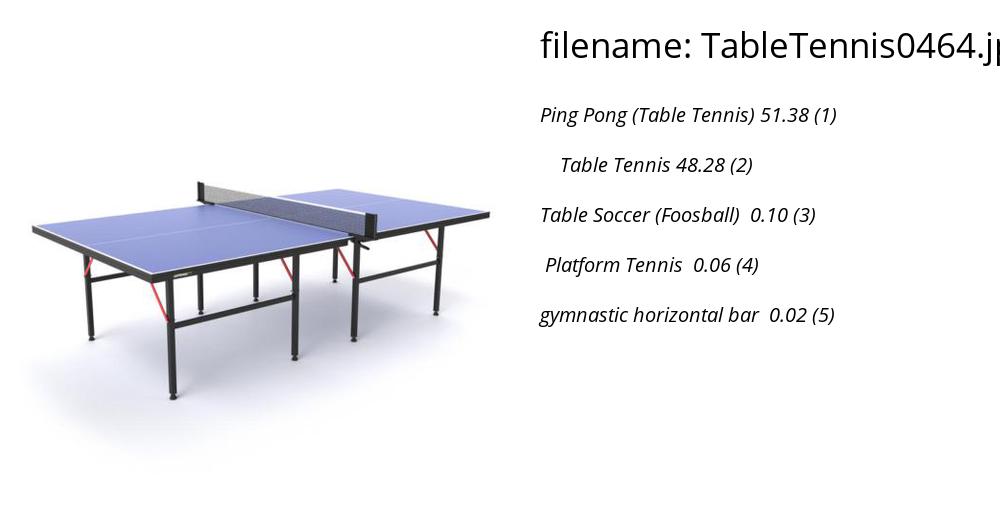 filename: TableTennis0464.jp
Ping Pong (Table Tennis) 51.38 (1)
Table Tennis 48.28 (2)
Table Soccer (Foosball) 0.10 (3)
Platform Tennis 0.06 (4)
gymnastic horizontal bar 0.02 (5)